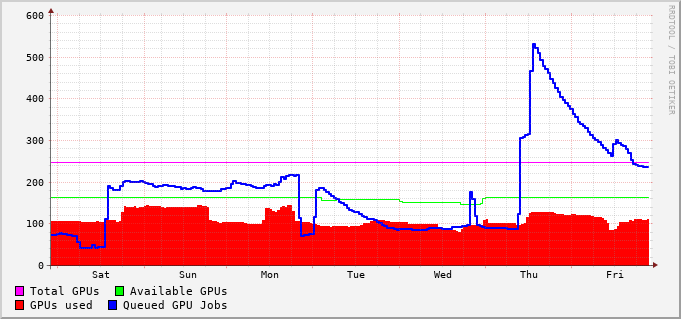 RRDTOOL / TOBI OETIKER
600
500
400
300
200
100
0
Sat Sun Mon Tue Wed Thu Fri
Total GPUs Available GPUs
GPUs used Queued GPU Jobs